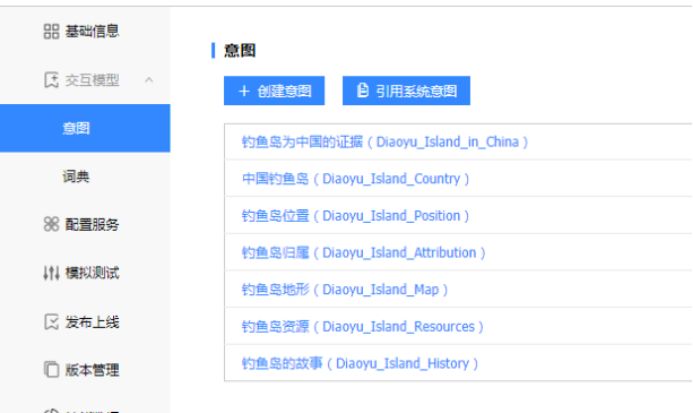 基础信息
交互模型
意图
词典
配置服务
模拟测试
发布上线
版本管理
意图
+ 创建意图
引用系统意图
钓鱼岛为中国的证据（Diaoyu_Island_in_China）
中国钓鱼岛（Diaoyu_Island_Country）
钓鱼岛位置（Diaoyu_Island_Position）
钓鱼岛归属（Diaoyu_Island_Attribution）
钓鱼岛地形（Diaoyu_Island_Map）
钓鱼岛资源（Diaoyu_Island_Resources）
钓鱼岛的故事（Diaoyu_Island_History）